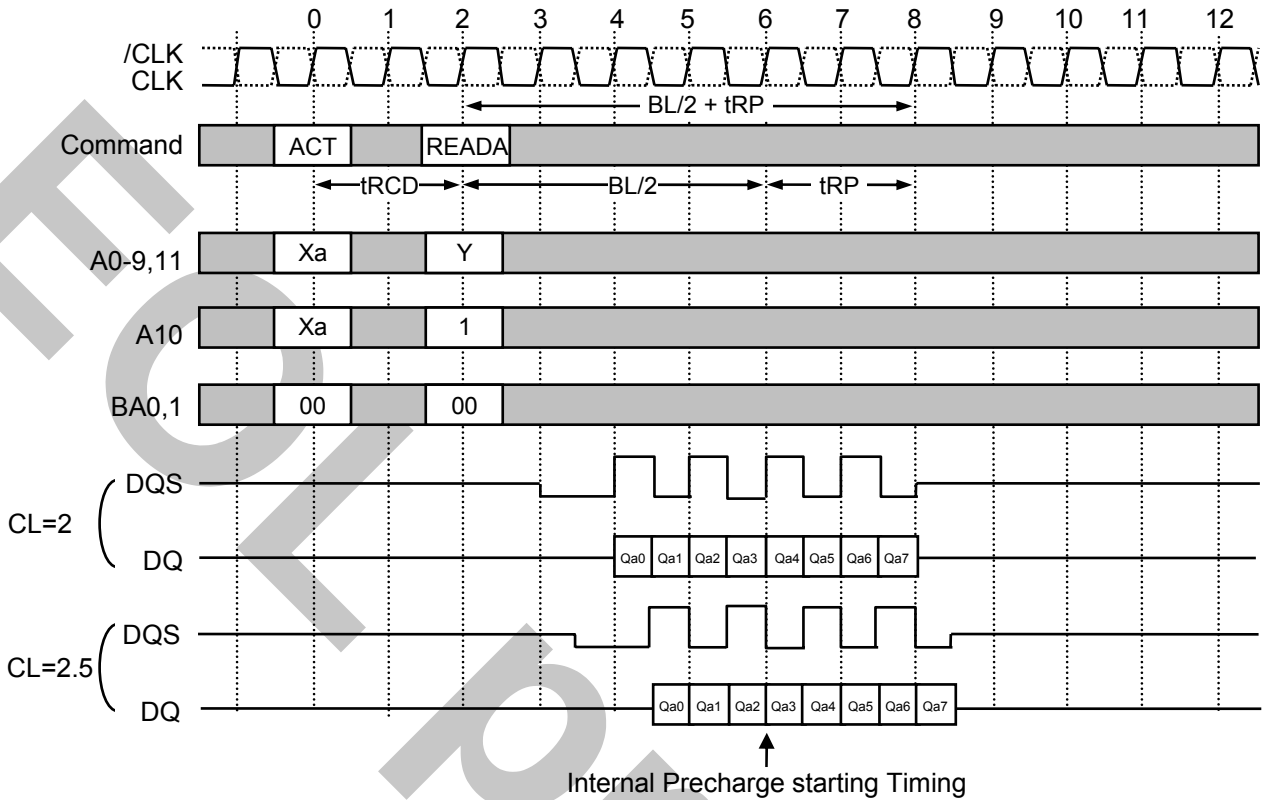 0 1 2 3 4 5 6 7 8 9 10 11 12
/CLK
CLK
BL/2 + tRP
Command ACT READA
tRCD BL/2 tRP
A0-9,11 Xa Y
A10 Xa 1
BA0,1 00 00
DQS
CL=2
DQ Qa0 Qa1 Qa2 Qa3 Qa4 Qa5 Qa6 Qa7
DQS
CL=2.5
DQ Qa0 Qa1 Qa2 Qa3 Qa4 Qa5 Qa6 Qa7
Internal Precharge starting Timing